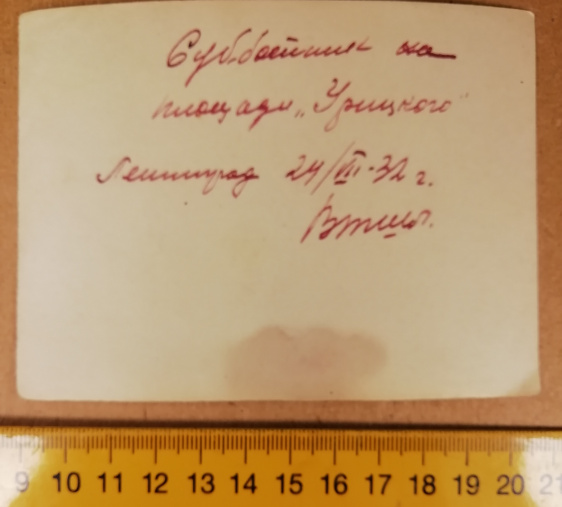 Субботник на
площади „Урицкого"
Ленинград 24/III-32 г.
9 10 11 12 13 14 15 16 17 18 19 20 21